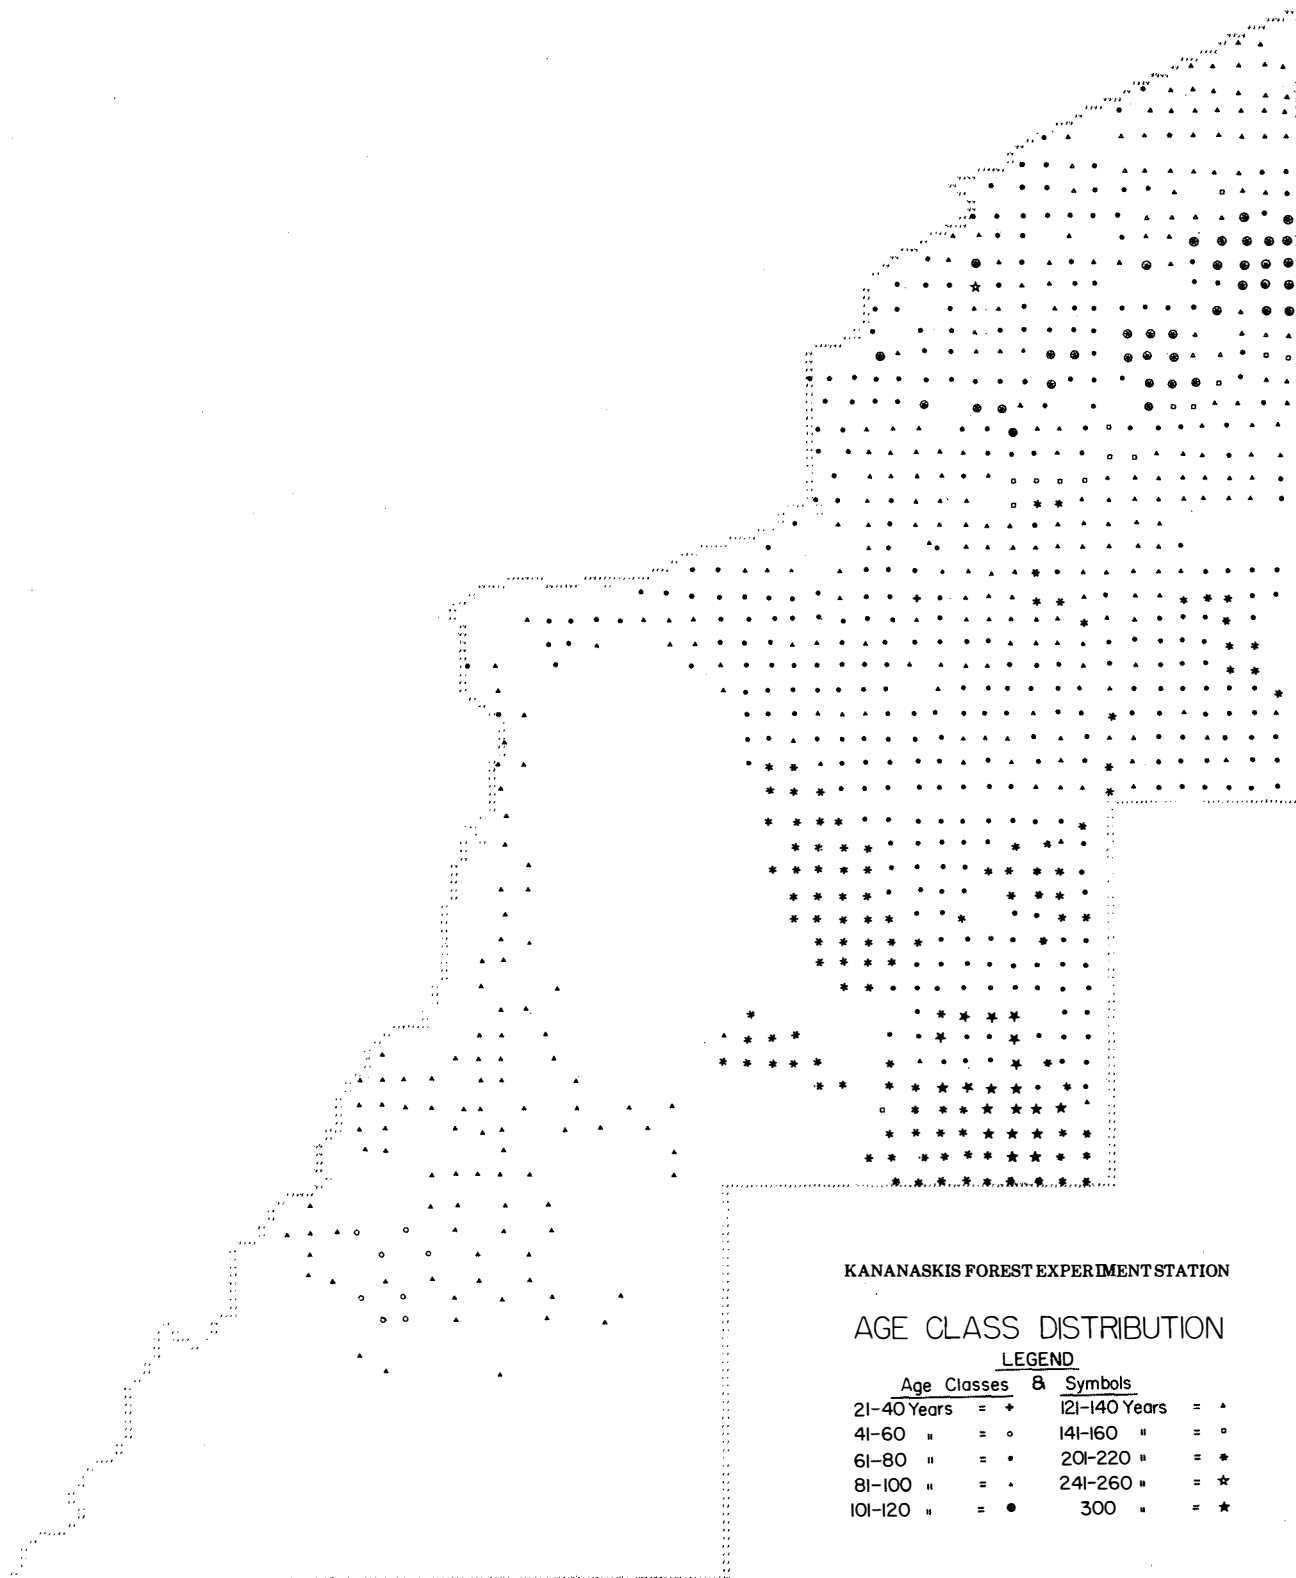 KANANASKIS FOREST EXPERIMENT STATION
AGE CLASS DISTRIBUTION
LEGEND
Age Classes & Symbols
21-40 Years = + 121-140 Years = ▲
41-60 " = ○ 141-160 " = □
61-80 " = • 201-220 " = *
81-100 " = ▴ 241-260 " = ☆
101-120 " = ● 300 " = ★